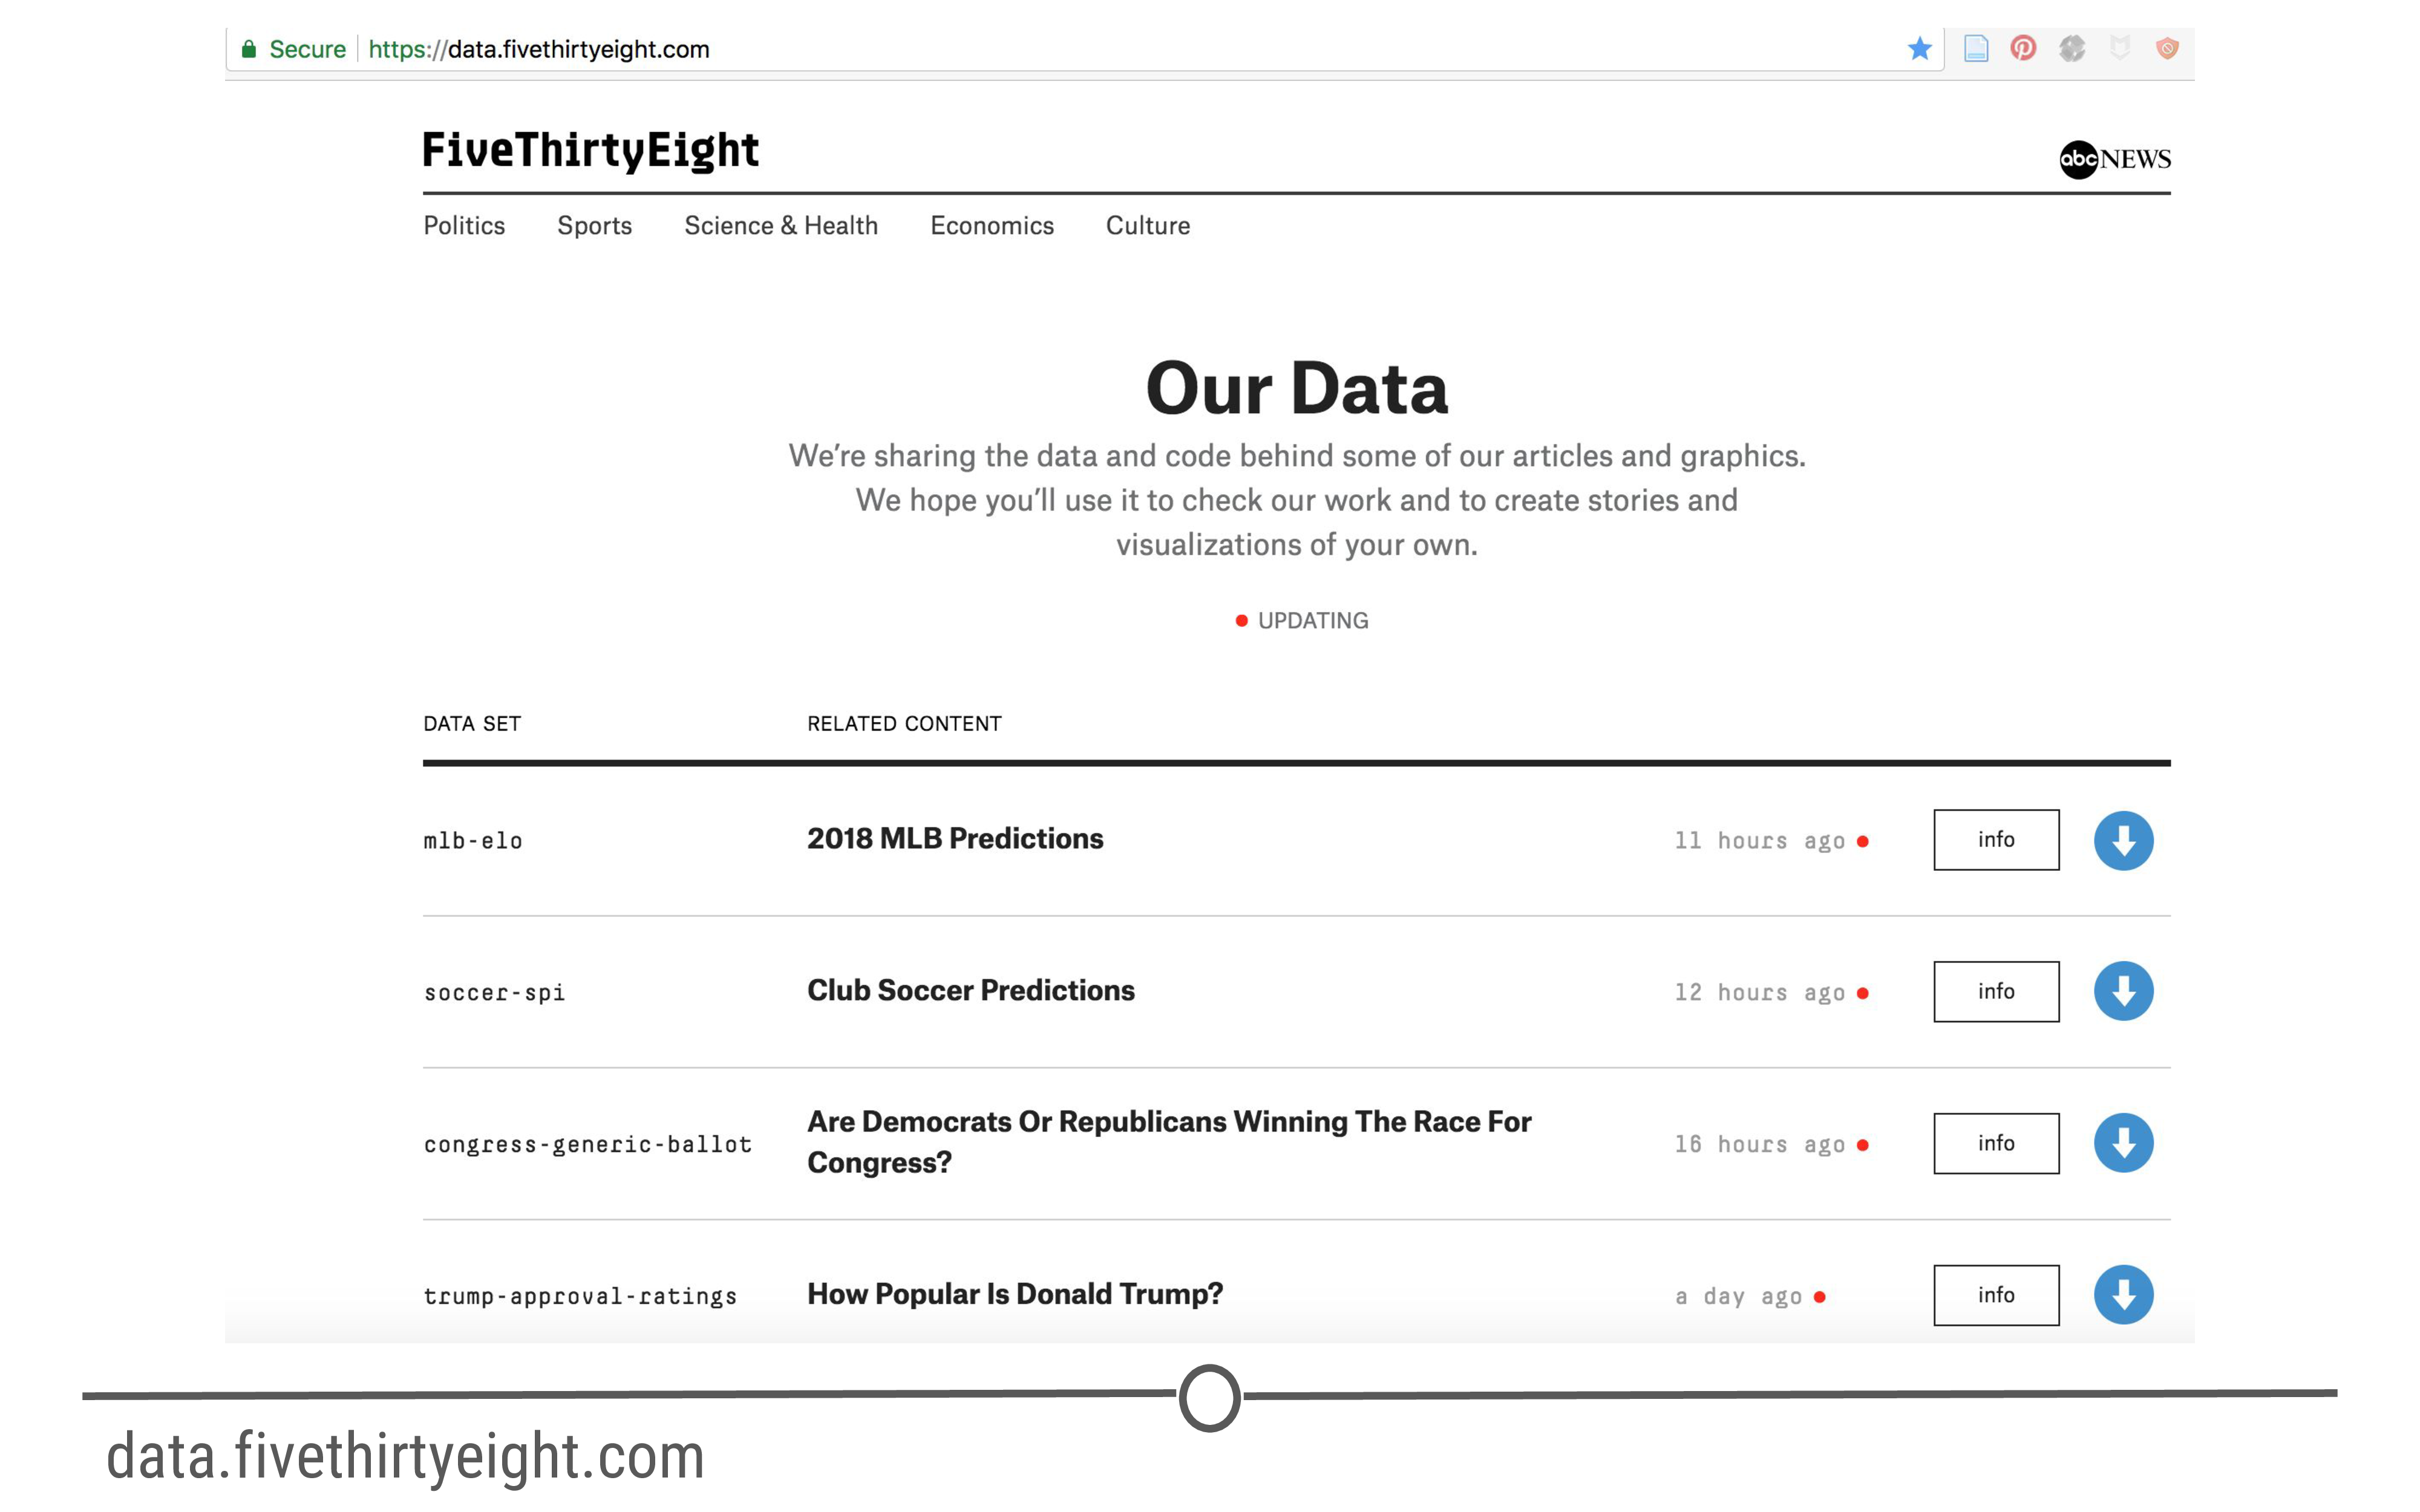 Secure https://data.fivethirtyeight.com
FiveThirtyEight
abc NEWS
Politics Sports Science & Health Economics Culture
Our Data
We're sharing the data and code behind some of our articles and graphics.
We hope you'll use it to check our work and to create stories and
visualizations of your own.
UPDATING
DATA SET RELATED CONTENT
mlb-elo 2018 MLB Predictions 11 hours ago info
soccer-spi Club Soccer Predictions 12 hours ago info
congress-generic-ballot Are Democrats Or Republicans Winning The Race For
Congress? 16 hours ago info
trump-approval-ratings How Popular Is Donald Trump? a day ago info
data.fivethirtyeight.com